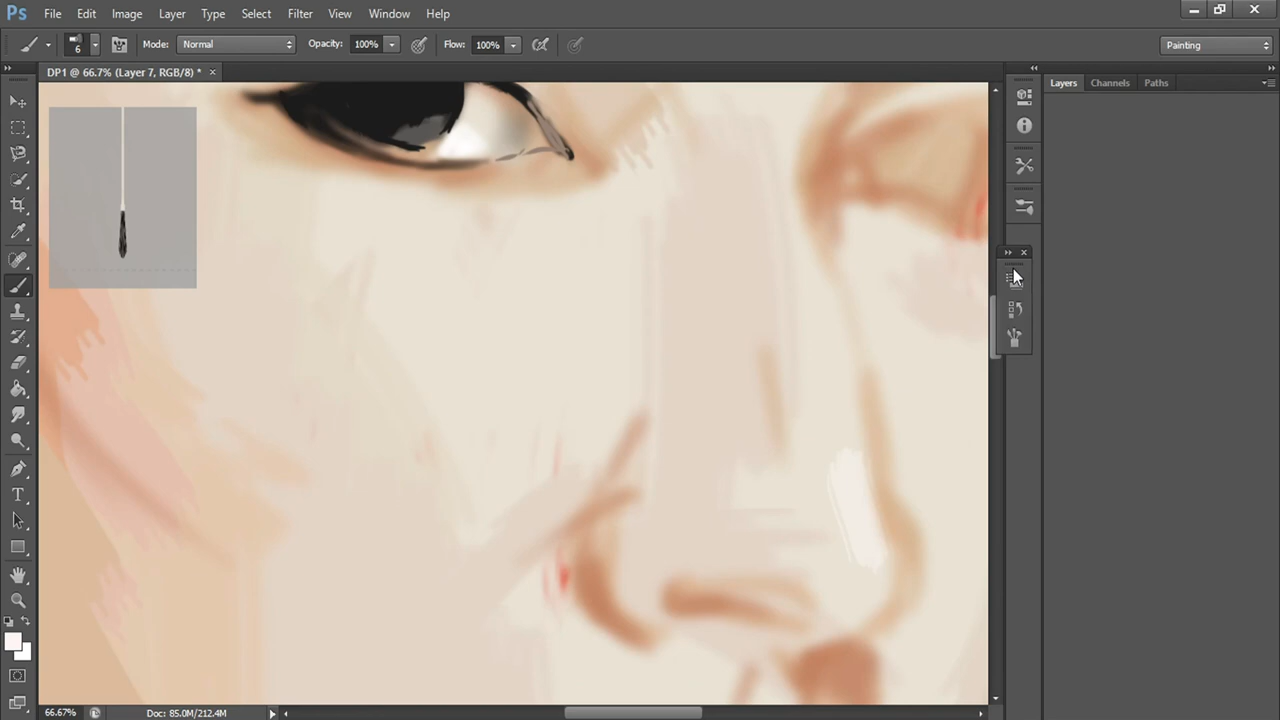 Ps File Edit Image Layer Type Select Filter View Window Help
6 Mode: Normal Opacity: 100% Flow: 100% Painting
DP1 @ 66.7% (Layer 7, RGB/8) * × Layers Channels Paths
T
66.67% Doc: 85.0M/212.4M